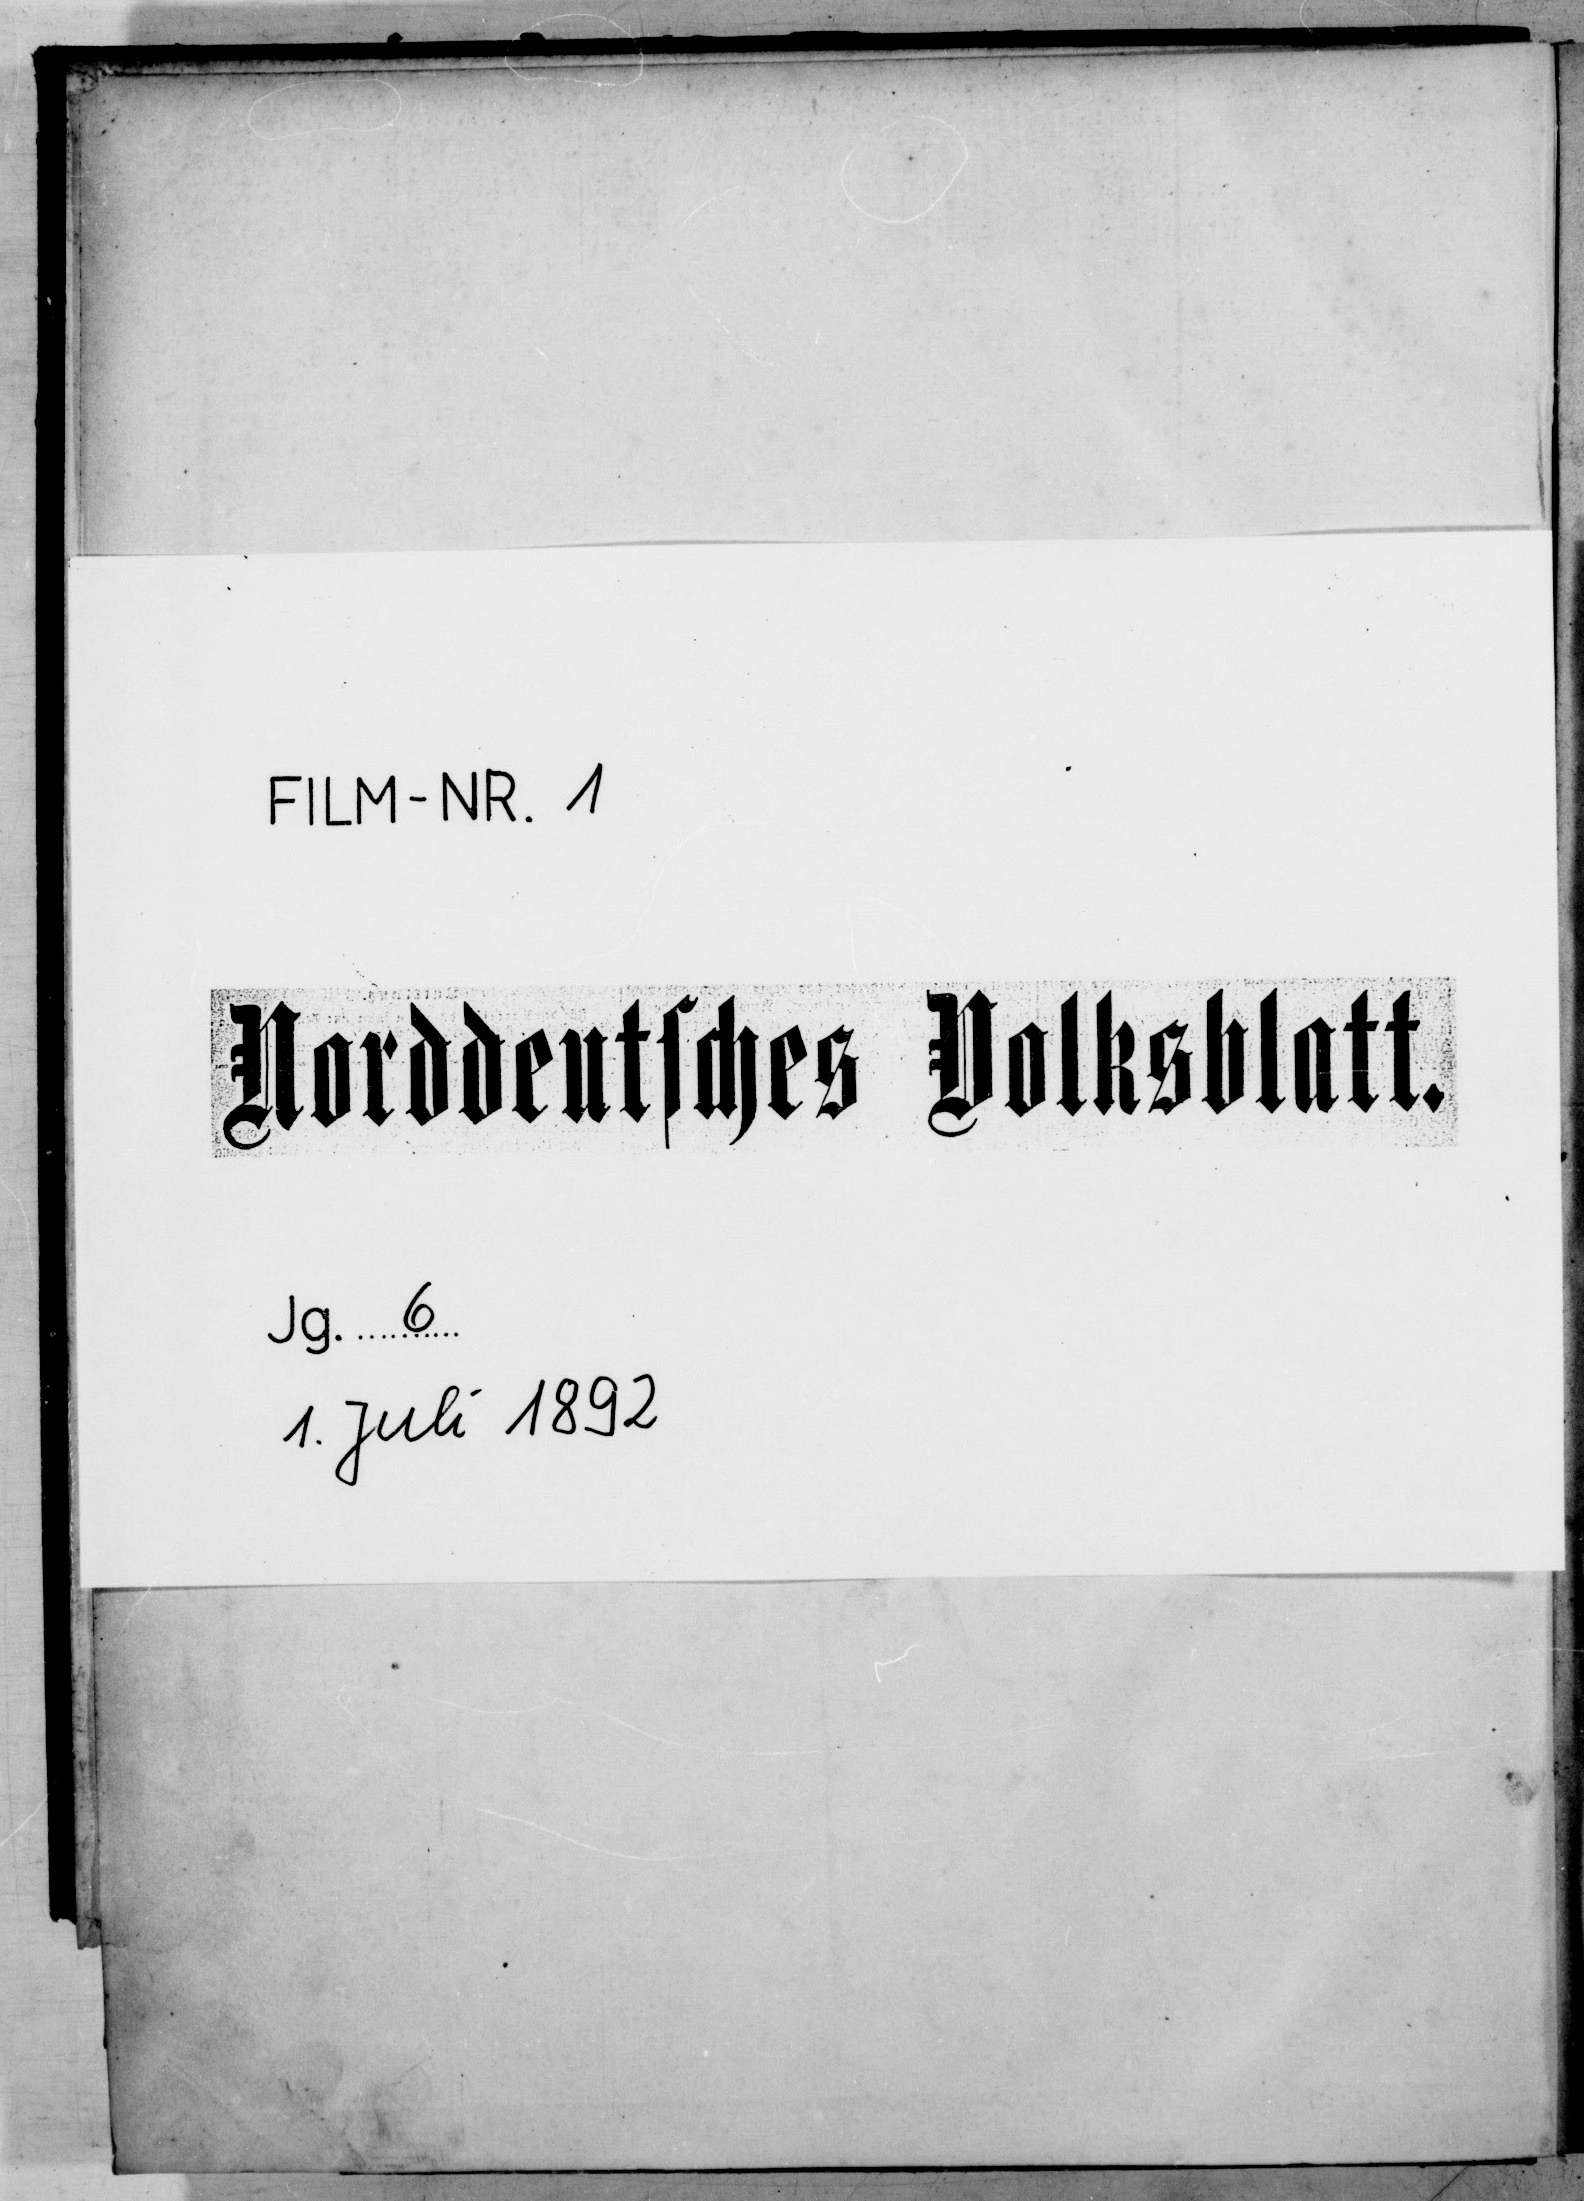 FILM-NR. 1
Norddeutſches Volksblatt.
Jg. ....6....
1. Juli 1892